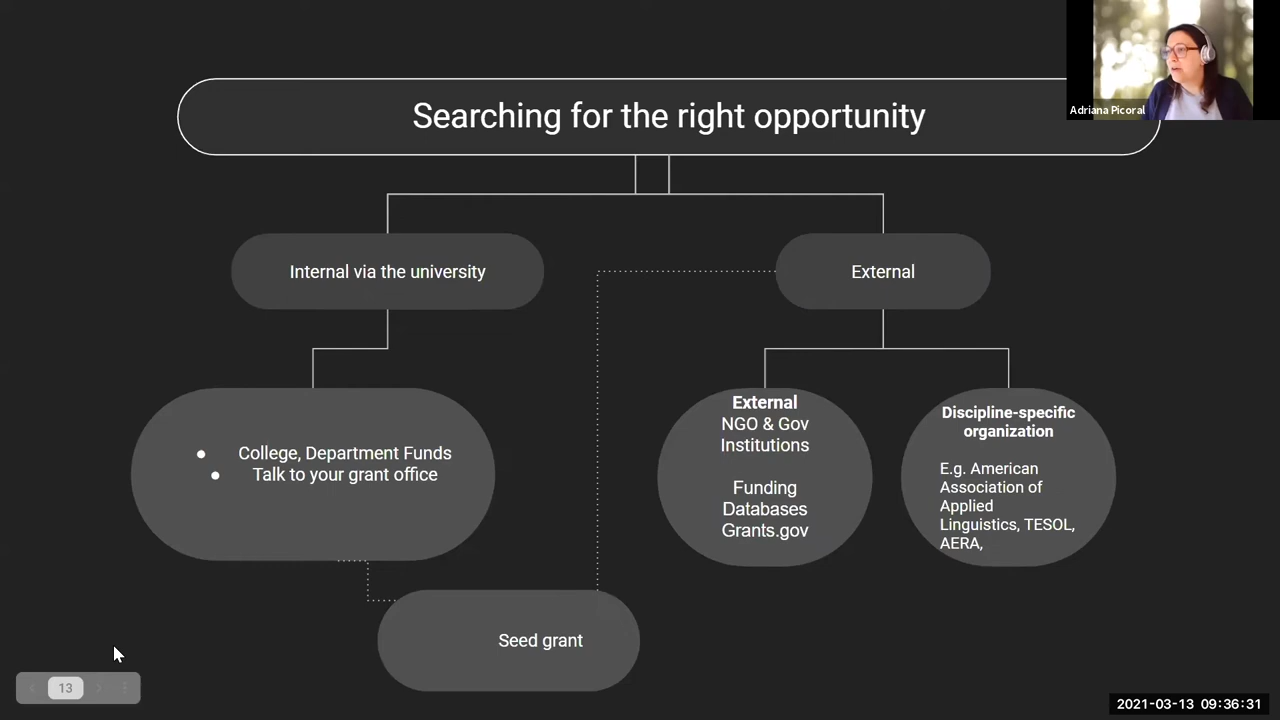 Searching for the right opportunity
Adriana Picoral
Internal via the university
External
● College, Department Funds
● Talk to your grant office
External
NGO & Gov
Institutions
Funding
Databases
Grants.gov
Discipline-specific
organization
E.g. American
Association of
Applied
Linguistics, TESOL,
AERA,
Seed grant
13
2021-03-13 09:36:31